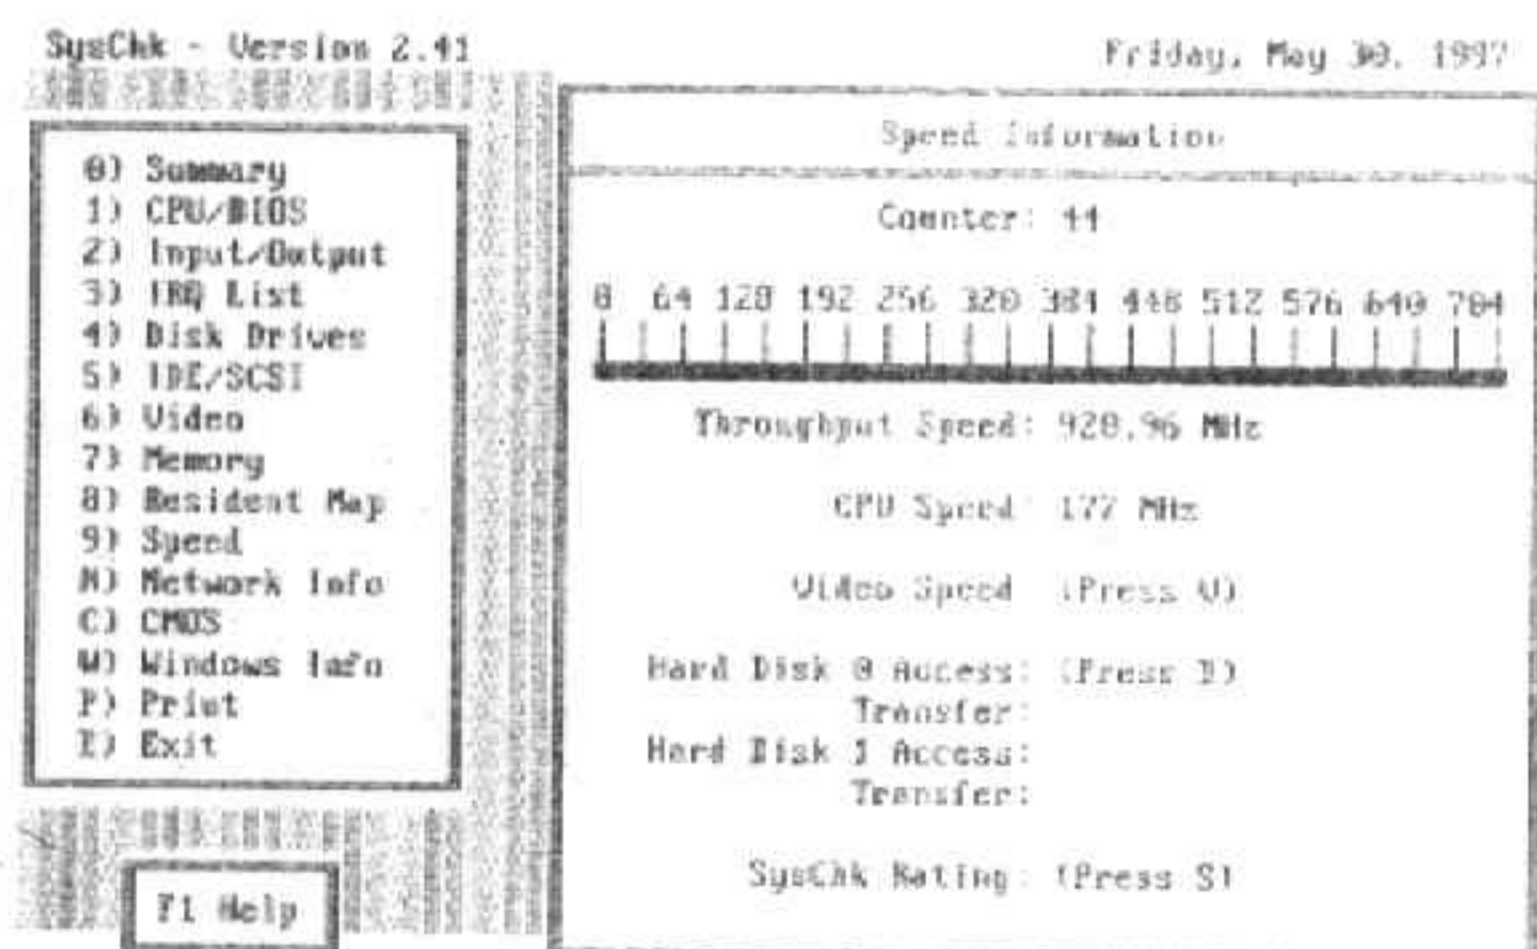 SysChk - Version 2.41
Friday, May 30, 1997
0) Summary
1) CPU/BIOS
2) Input/Output
3) IRQ List
4) Disk Drives
5) IDE/SCSI
6) Video
7) Memory
8) Resident Map
9) Speed
N) Network Info
C) CMOS
W) Windows Info
P) Print
E) Exit
F1 Help
Speed Information
Counter: 44
0 64 128 192 256 320 384 448 512 576 640 704
Throughput Speed: 928.96 MHz
CPU Speed: 177 MHz
Video Speed: (Press V)
Hard Disk 0 Access: (Press D)
Transfer:
Hard Disk 1 Access:
Transfer:
SysChk Rating: (Press S)